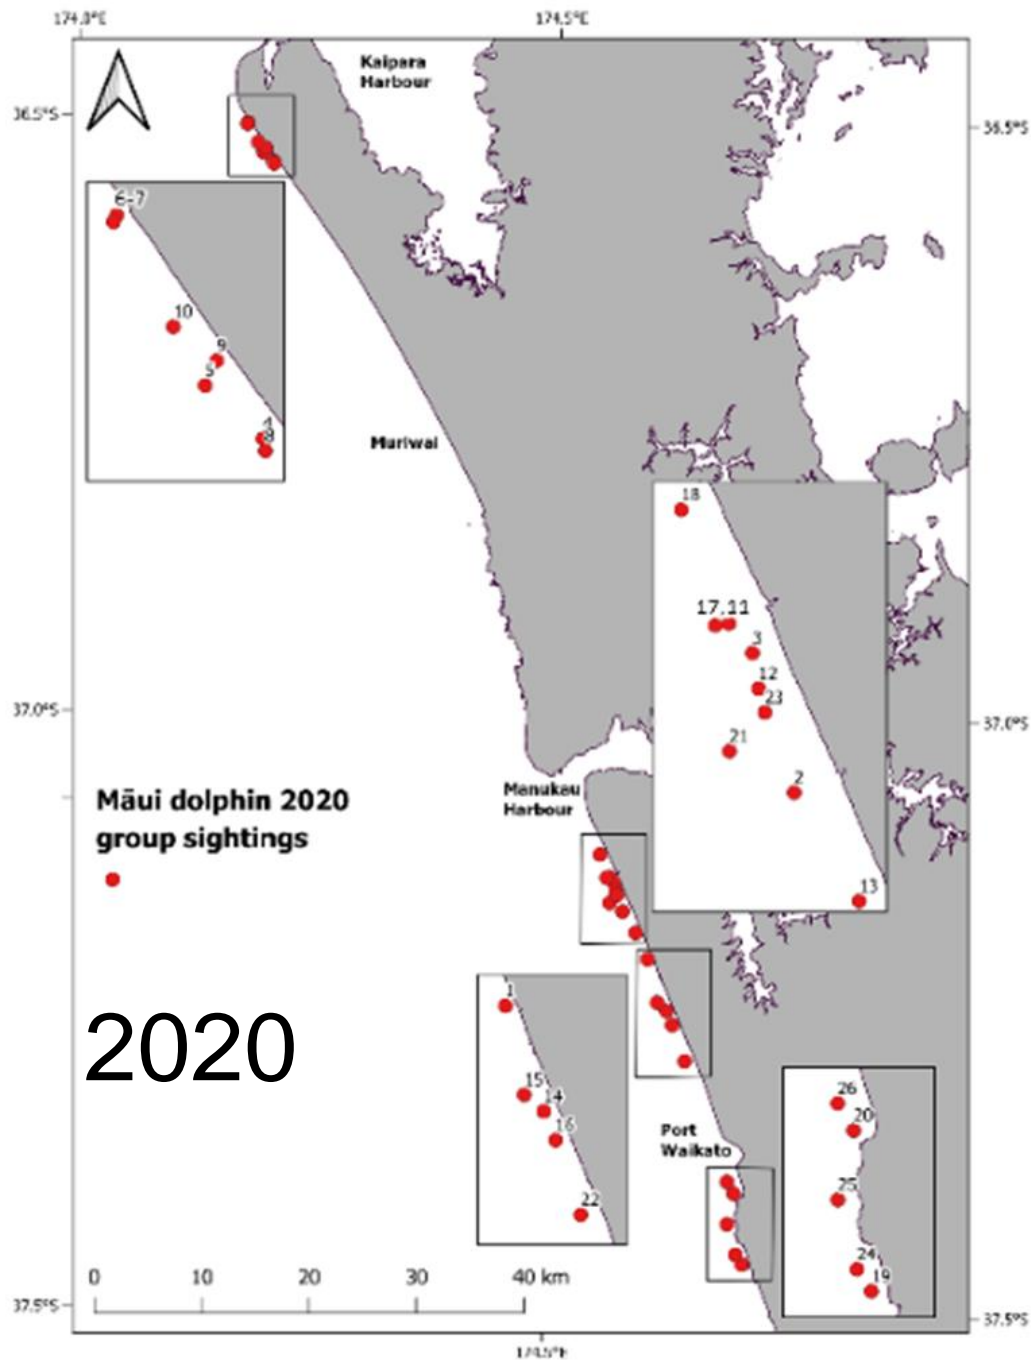 174.0°E
174.5°E
Kaipara
Harbour
36.5°S
36.5°S
6-7
10
9
5
4
8
Muriwai
18
17,11
3
12
23
21
2
13
37.0°S
37.0°S
Manukau
Harbour
Māui dolphin 2020
group sightings
1
15
14
16
22
2020
Port
Waikato
26
20
25
24
19
0 10 20 30 40 km
37.5°S
37.5°S
174.5°E